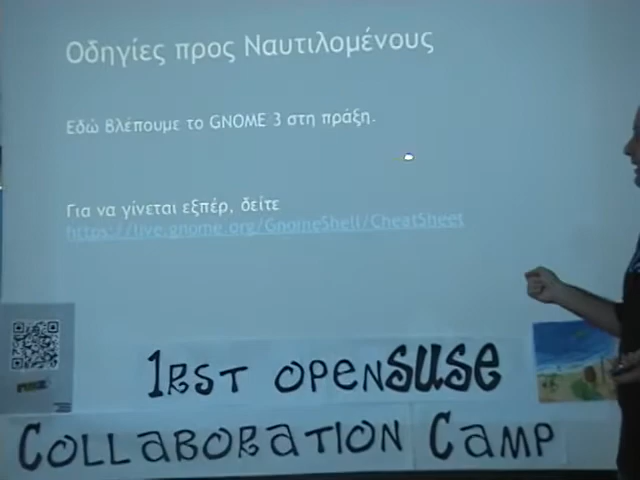 Οδηγίες προς Ναυτιλομένους
Εδώ βλέπουμε το GNOME 3 στη πράξη.
Για να γίνεται εξπέρ, δείτε
https://live.gnome.org/GnomeShell/CheatSheet
1RST OPENSUSE
COLLABORATION CAMP